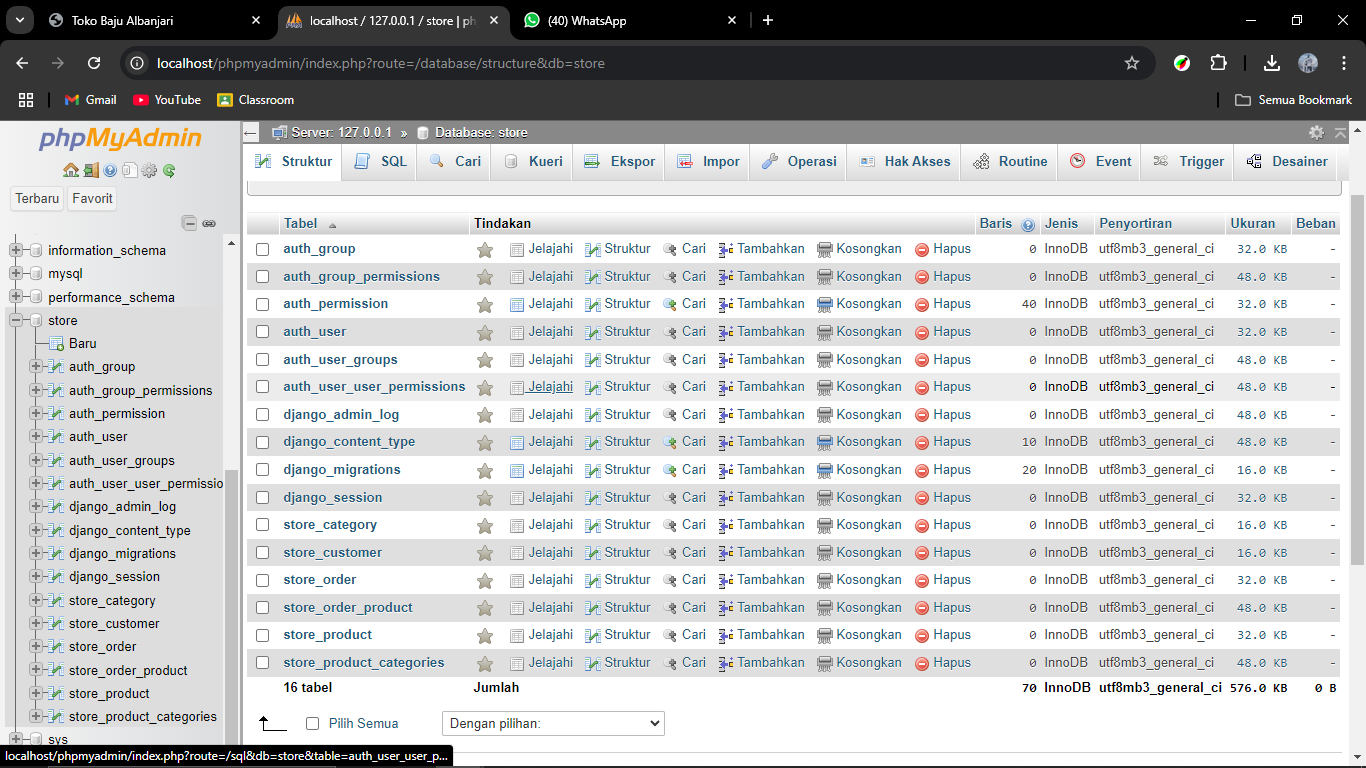 Toko Baju Albanjari
localhost / 127.0.0.1 / store | ph
(40) WhatsApp
localhost/phpmyadmin/index.php?route=/database/structure&db=store
Gmail
YouTube
Classroom
Semua Bookmark
phpMyAdmin
Terbaru
Favorit
information_schema
mysql
performance_schema
store
Baru
auth_group
auth_group_permissions
auth_permission
auth_user
auth_user_groups
auth_user_user_permissio
django_admin_log
django_content_type
django_migrations
django_session
store_category
store_customer
store_order
store_order_product
store_product
store_product_categories
sys
Server: 127.0.0.1 » Database: store
Struktur SQL Cari Kueri Ekspor Impor Operasi Hak Akses Routine Event Trigger Desainer
Tabel Tindakan Baris Jenis Penyortiran Ukuran Beban
auth_group Jelajahi Struktur Cari Tambahkan Kosongkan Hapus 0 InnoDB utf8mb3_general_ci 32.0 KB -
auth_group_permissions Jelajahi Struktur Cari Tambahkan Kosongkan Hapus 0 InnoDB utf8mb3_general_ci 48.0 KB -
auth_permission Jelajahi Struktur Cari Tambahkan Kosongkan Hapus 40 InnoDB utf8mb3_general_ci 32.0 KB -
auth_user Jelajahi Struktur Cari Tambahkan Kosongkan Hapus 0 InnoDB utf8mb3_general_ci 32.0 KB -
auth_user_groups Jelajahi Struktur Cari Tambahkan Kosongkan Hapus 0 InnoDB utf8mb3_general_ci 48.0 KB -
auth_user_user_permissions Jelajahi Struktur Cari Tambahkan Kosongkan Hapus 0 InnoDB utf8mb3_general_ci 48.0 KB -
django_admin_log Jelajahi Struktur Cari Tambahkan Kosongkan Hapus 0 InnoDB utf8mb3_general_ci 48.0 KB -
django_content_type Jelajahi Struktur Cari Tambahkan Kosongkan Hapus 10 InnoDB utf8mb3_general_ci 48.0 KB -
django_migrations Jelajahi Struktur Cari Tambahkan Kosongkan Hapus 20 InnoDB utf8mb3_general_ci 16.0 KB -
django_session Jelajahi Struktur Cari Tambahkan Kosongkan Hapus 0 InnoDB utf8mb3_general_ci 32.0 KB -
store_category Jelajahi Struktur Cari Tambahkan Kosongkan Hapus 0 InnoDB utf8mb3_general_ci 16.0 KB -
store_customer Jelajahi Struktur Cari Tambahkan Kosongkan Hapus 0 InnoDB utf8mb3_general_ci 16.0 KB -
store_order Jelajahi Struktur Cari Tambahkan Kosongkan Hapus 0 InnoDB utf8mb3_general_ci 32.0 KB -
store_order_product Jelajahi Struktur Cari Tambahkan Kosongkan Hapus 0 InnoDB utf8mb3_general_ci 48.0 KB -
store_product Jelajahi Struktur Cari Tambahkan Kosongkan Hapus 0 InnoDB utf8mb3_general_ci 32.0 KB -
store_product_categories Jelajahi Struktur Cari Tambahkan Kosongkan Hapus 0 InnoDB utf8mb3_general_ci 48.0 KB -
16 tabel Jumlah 70 InnoDB utf8mb3_general_ci 576.0 KB 0 B
Pilih Semua Dengan pilihan:
localhost/phpmyadmin/index.php?route=/sql&db=store&table=auth_user_user_p...